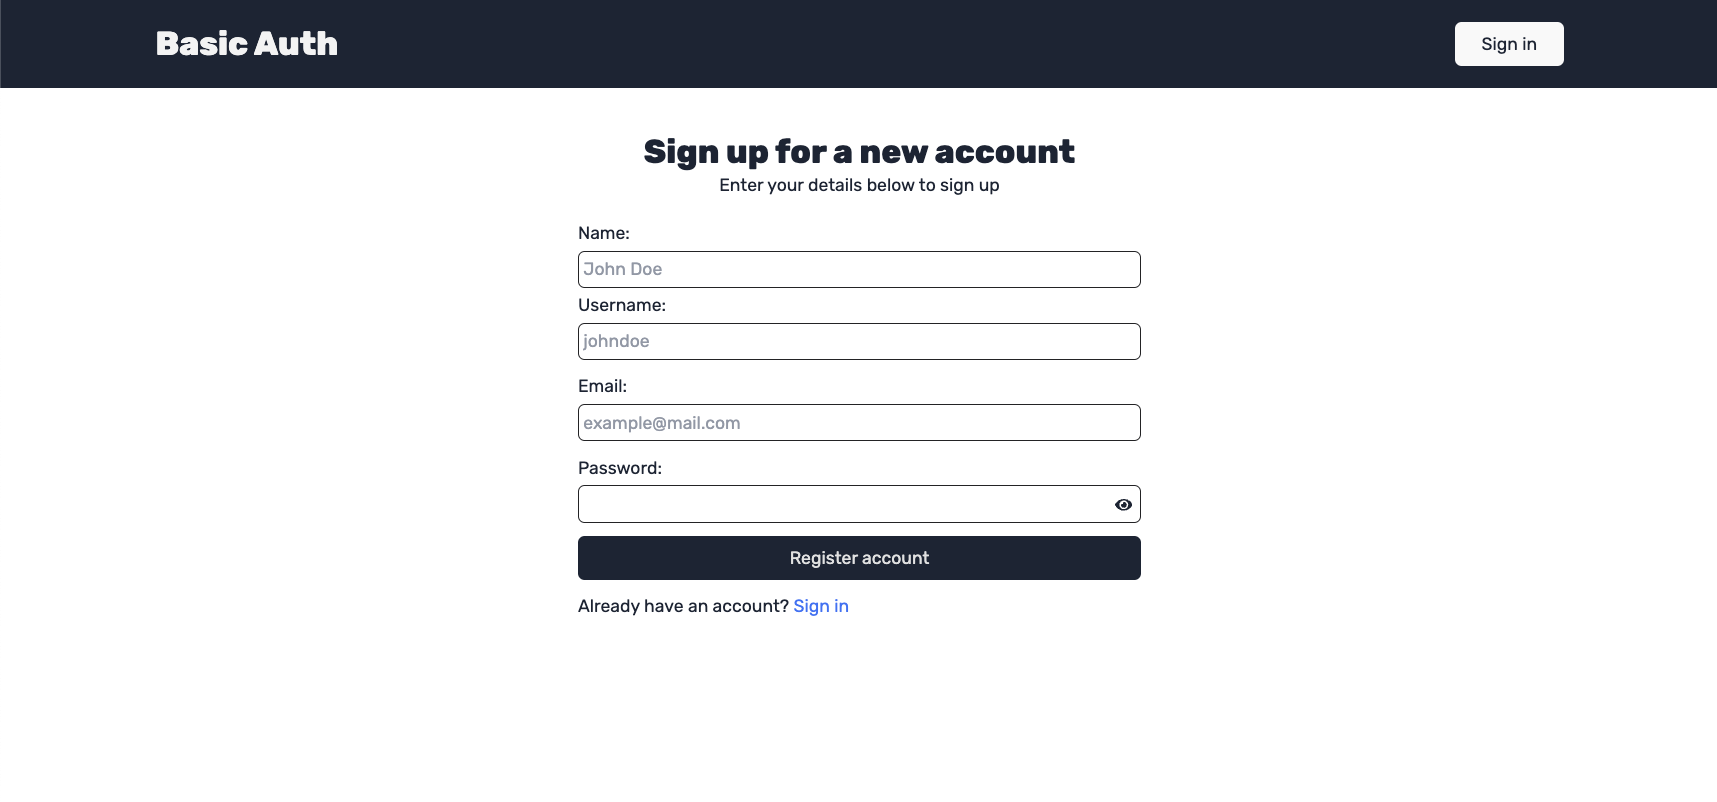 Basic Auth
Sign in
Sign up for a new account
Enter your details below to sign up
Name:
John Doe
Username:
johndoe
Email:
example@mail.com
Password:
Register account
Already have an account? Sign in